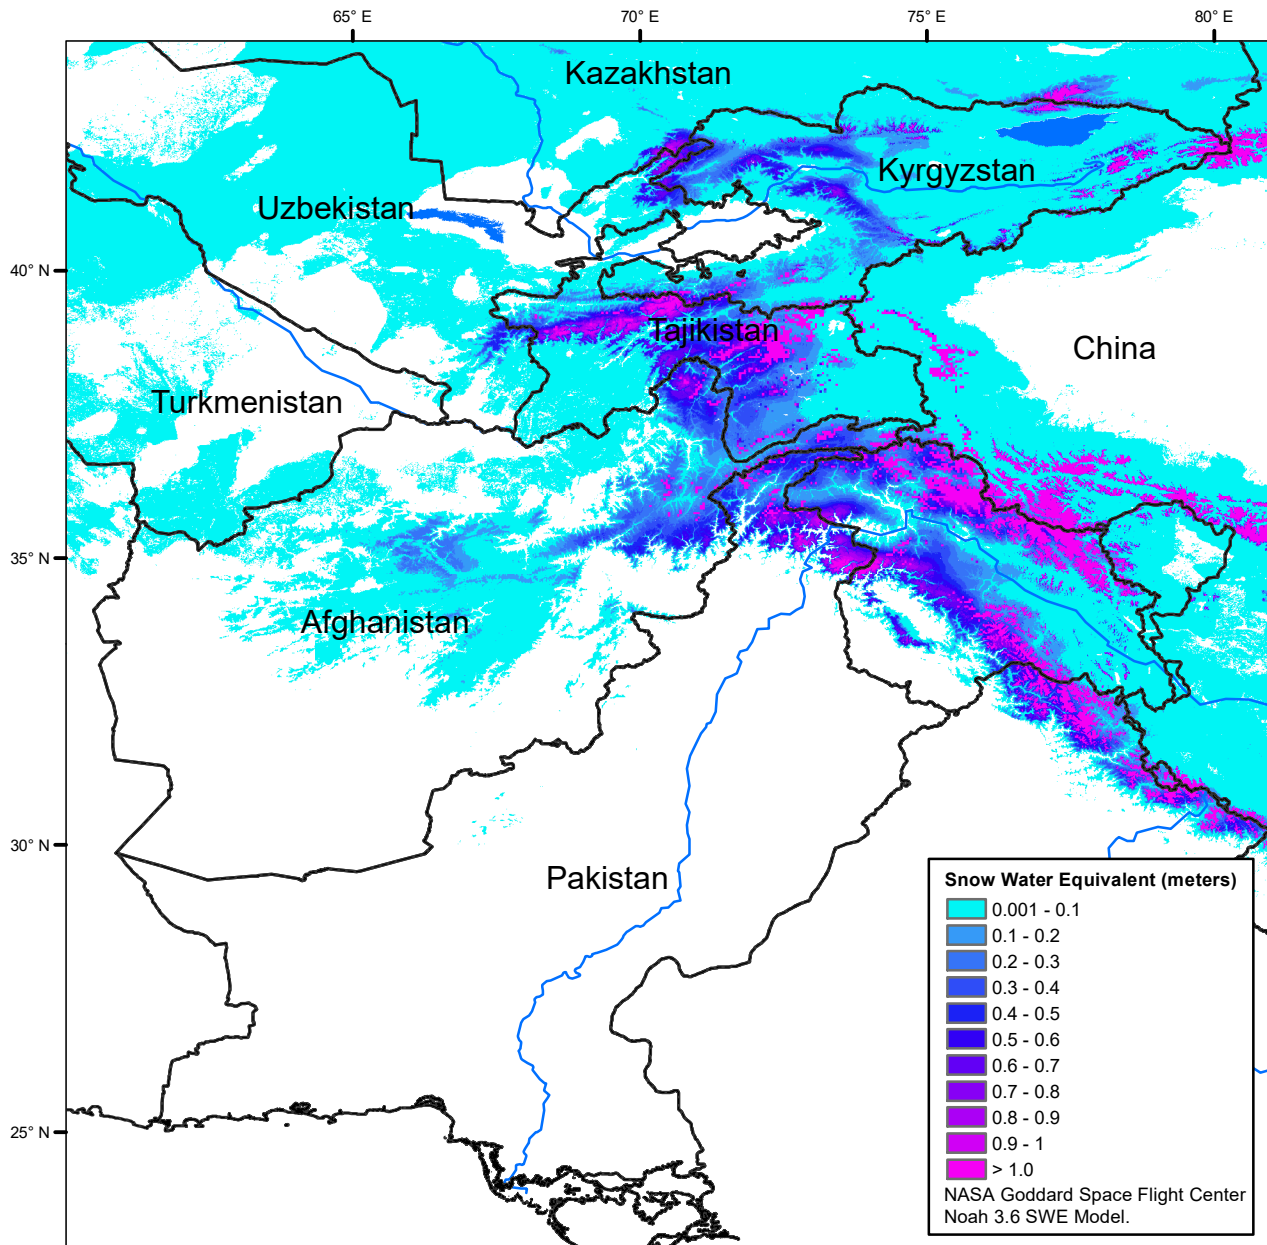 65° E
70° E
75° E
80° E
Kazakhstan
Kyrgyzstan
Uzbekistan
40° N
Tajikistan
China
Turkmenistan
35° N
Afghanistan
30° N
Pakistan
25° N
Snow Water Equivalent (meters)
0.001 - 0.1
0.1 - 0.2
0.2 - 0.3
0.3 - 0.4
0.4 - 0.5
0.5 - 0.6
0.6 - 0.7
0.7 - 0.8
0.8 - 0.9
0.9 - 1
> 1.0
NASA Goddard Space Flight Center
Noah 3.6 SWE Model.